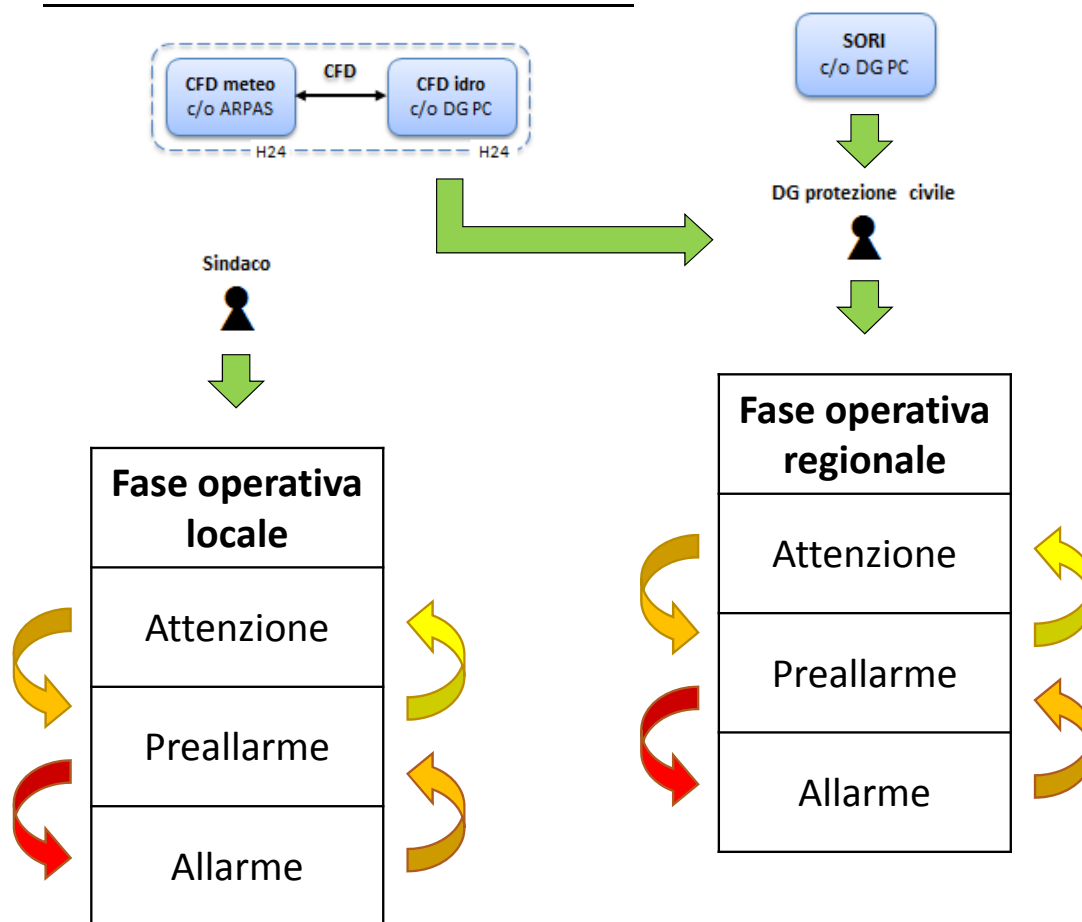 CFD meteo
c/o ARPAS
CFD
CFD idro
c/o DG PC
H24
H24
SORI
c/o DG PC
DG protezione civile
Sindaco
Fase operativa
locale
Attenzione
Preallarme
Allarme
Fase operativa
regionale
Attenzione
Preallarme
Allarme